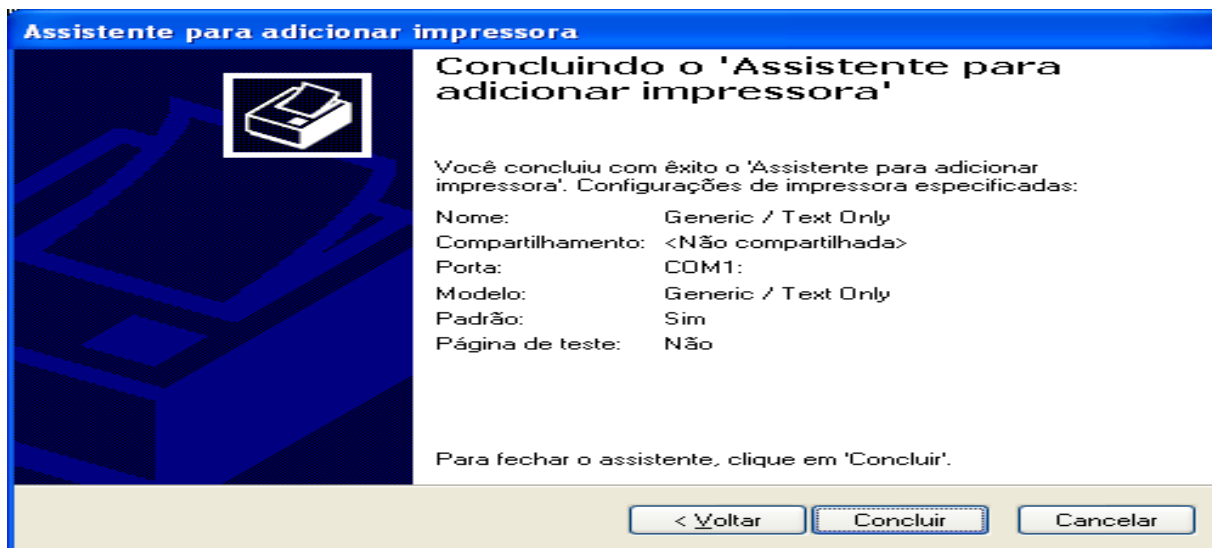 Assistente para adicionar impressora
Concluindo o 'Assistente para
adicionar impressora'
Você concluiu com êxito o 'Assistente para adicionar
impressora'. Configurações de impressora especificadas:
Nome: Generic / Text Only
Compartilhamento: <Não compartilhada>
Porta: COM1:
Modelo: Generic / Text Only
Padrão: Sim
Página de teste: Não
Para fechar o assistente, clique em 'Concluir'.
< Voltar Concluir Cancelar